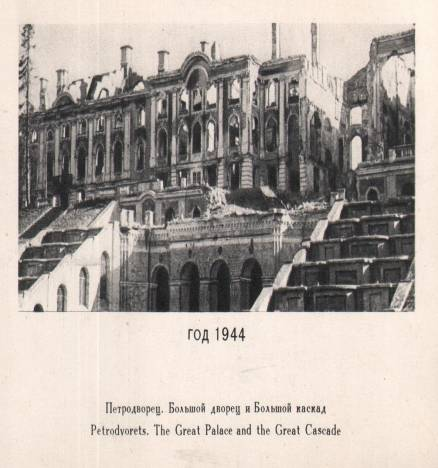 ГОД 1944
Петродворец. Большой дворец и Большой каскад
Petrodvorets. The Great Palace and the Great Cascade